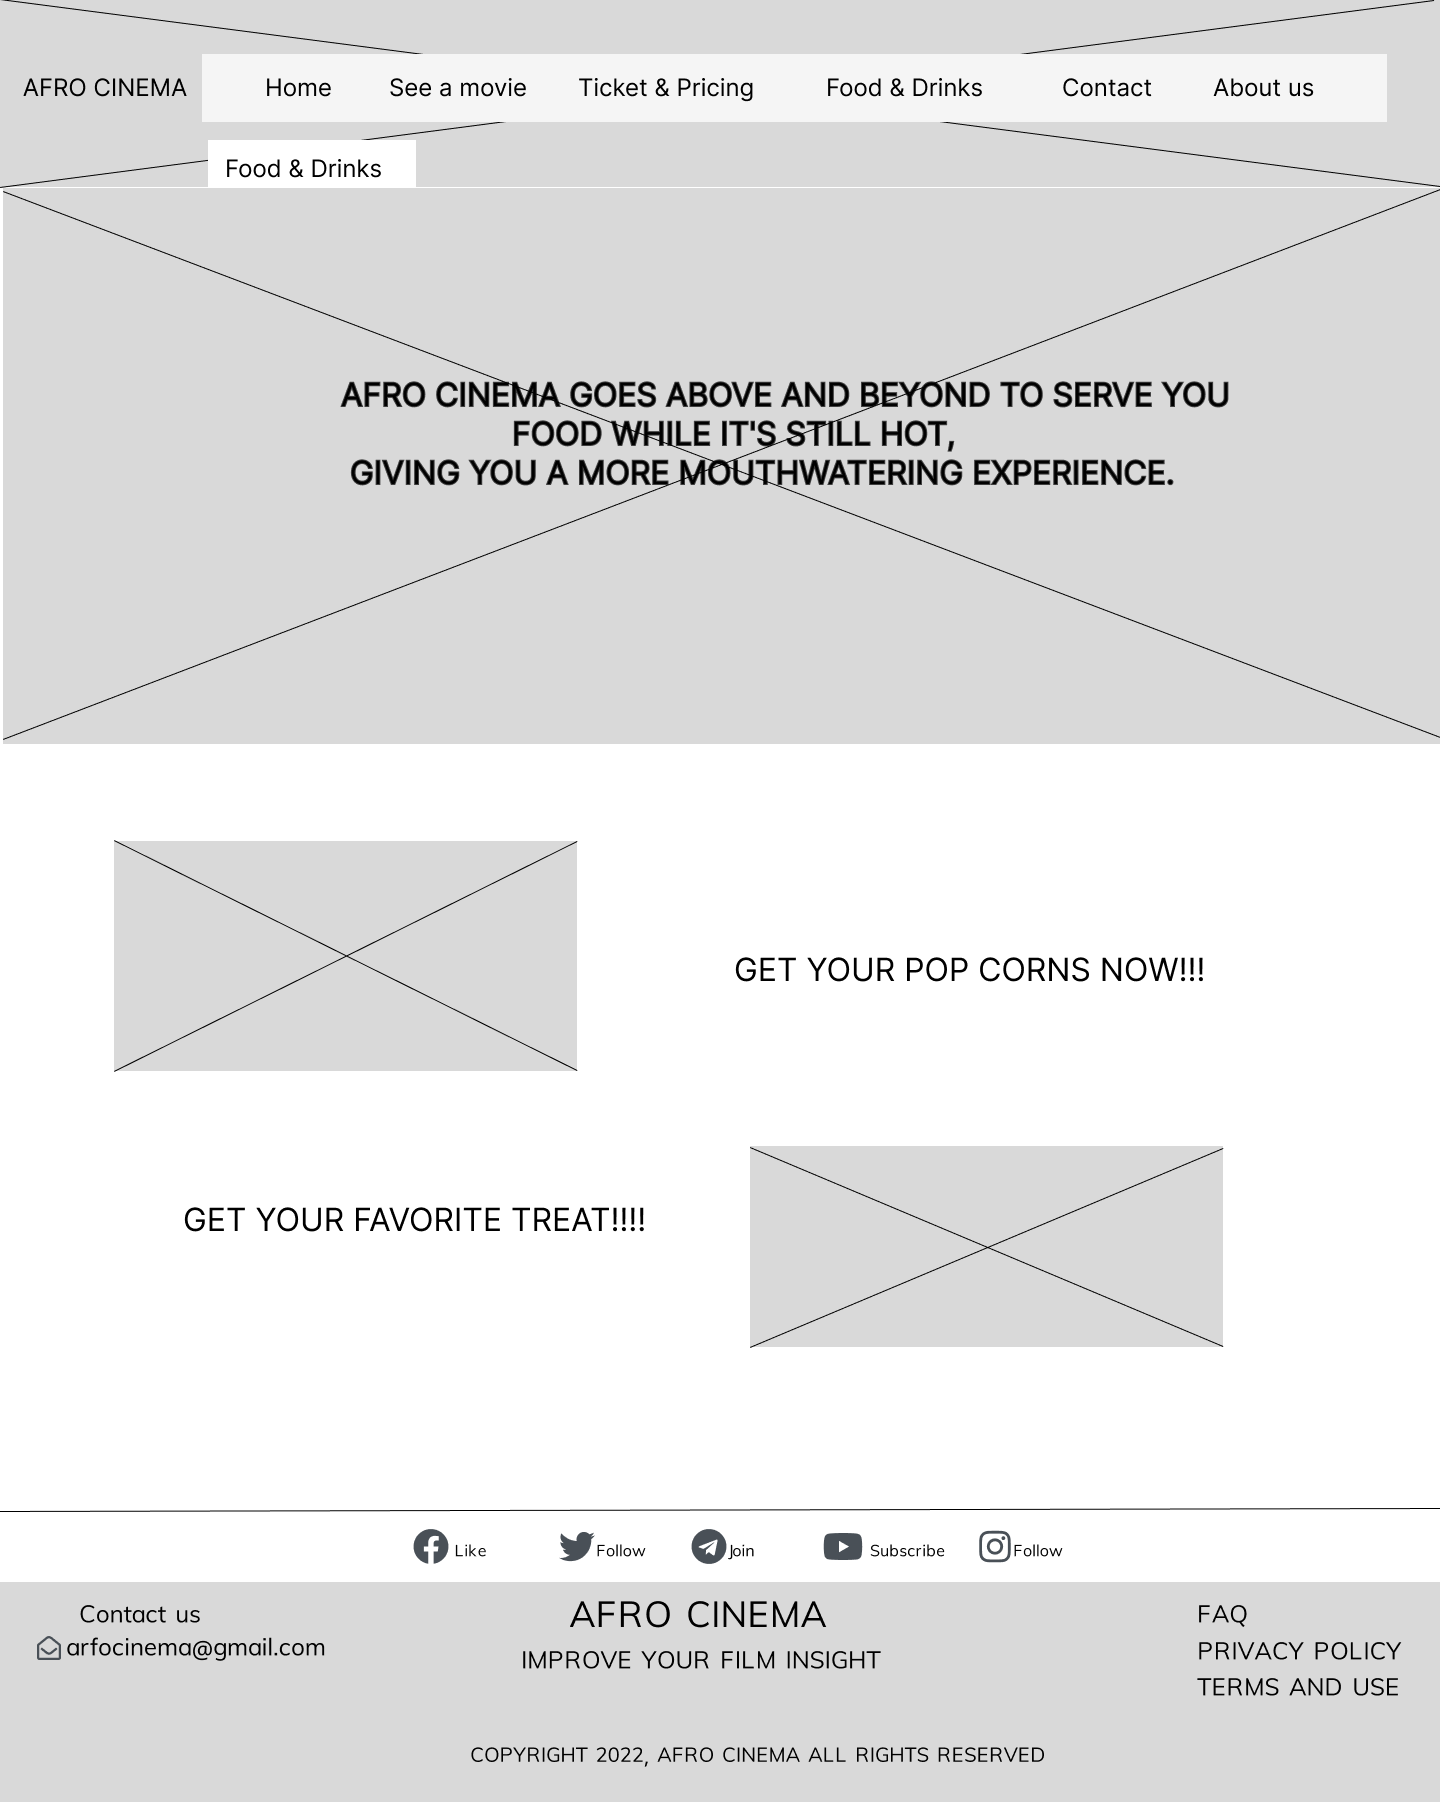 AFRO CINEMA Home See a movie Ticket & Pricing Food & Drinks Contact About us
Food & Drinks
AFRO CINEMA GOES ABOVE AND BEYOND TO SERVE YOU
FOOD WHILE IT'S STILL HOT,
GIVING YOU A MORE MOUTHWATERING EXPERIENCE.
GET YOUR POP CORNS NOW!!!
GET YOUR FAVORITE TREAT!!!!
Like Follow Join Subscribe Follow
Contact us
arfocinema@gmail.com
AFRO CINEMA
IMPROVE YOUR FILM INSIGHT
FAQ
PRIVACY POLICY
TERMS AND USE
COPYRIGHT 2022, AFRO CINEMA ALL RIGHTS RESERVED